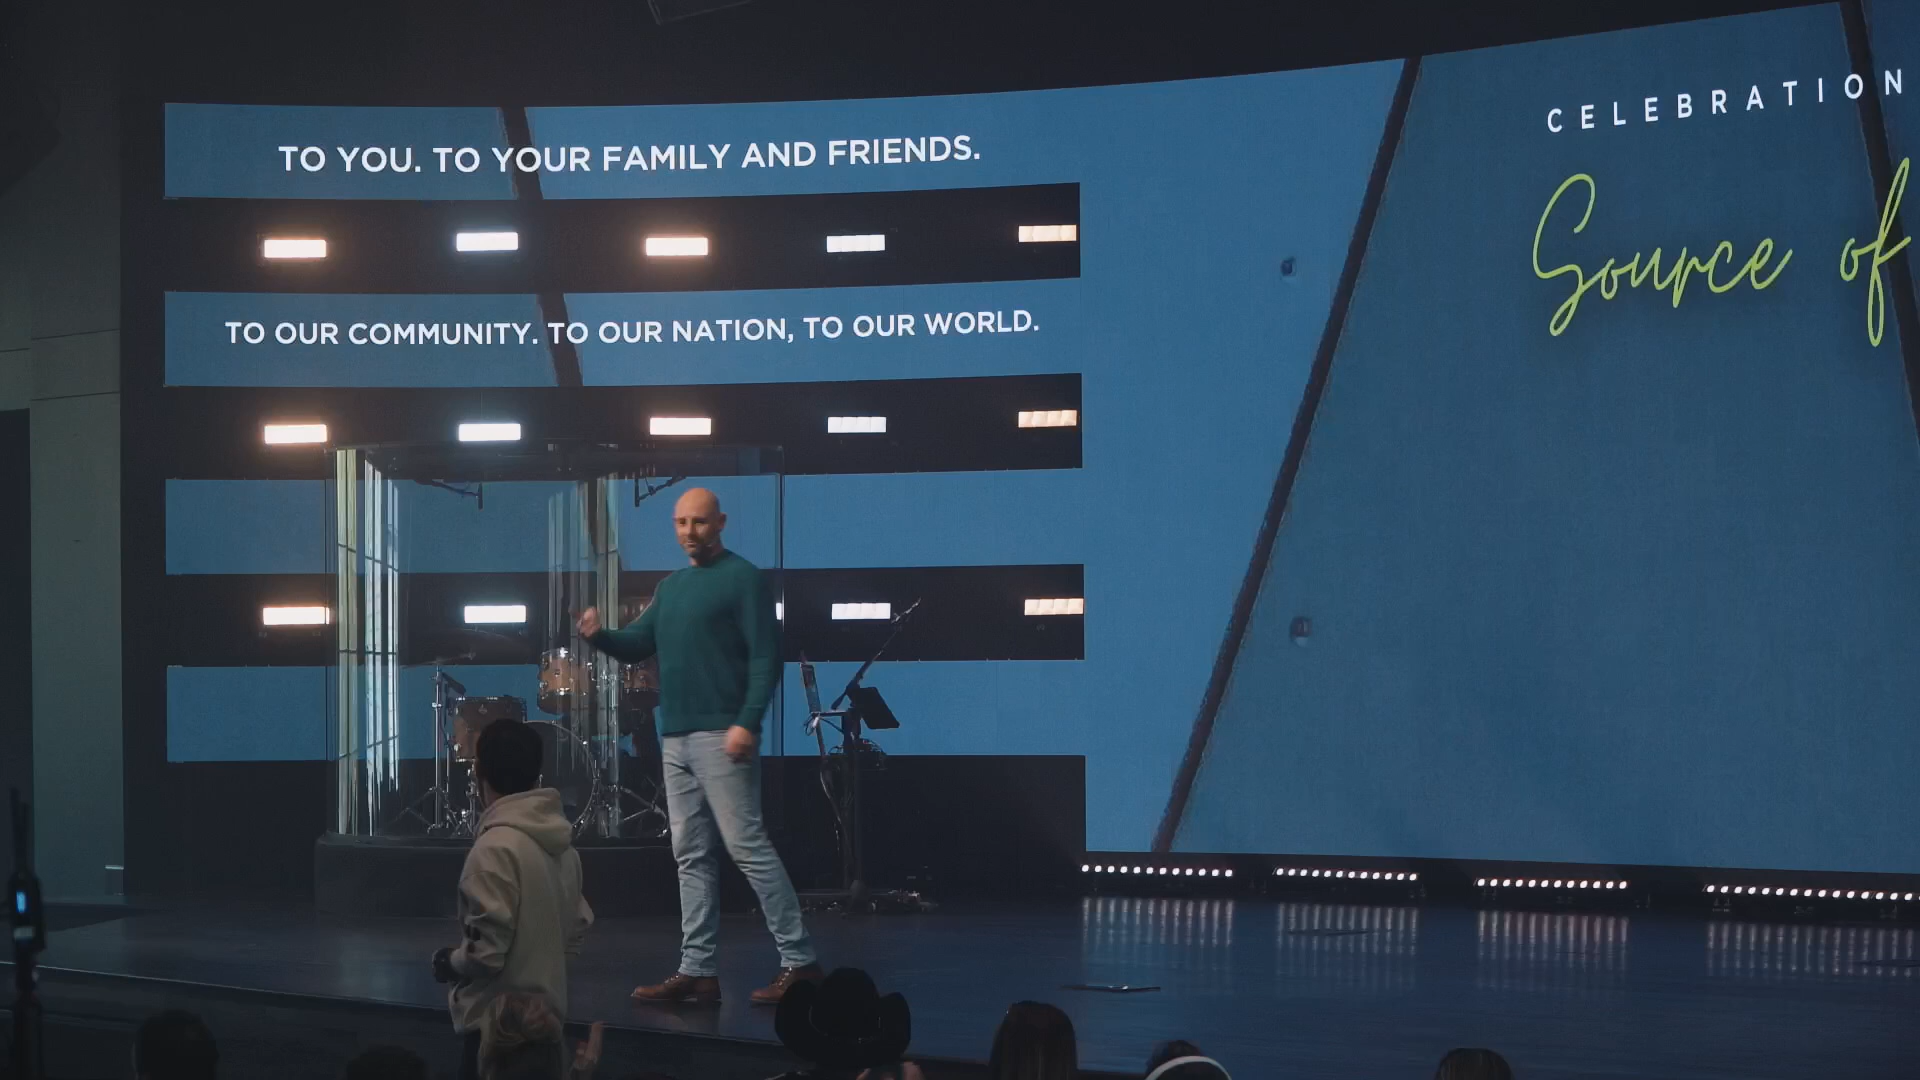 TO YOU. TO YOUR FAMILY AND FRIENDS.
TO OUR COMMUNITY. TO OUR NATION, TO OUR WORLD.
CELEBRATION
Source of